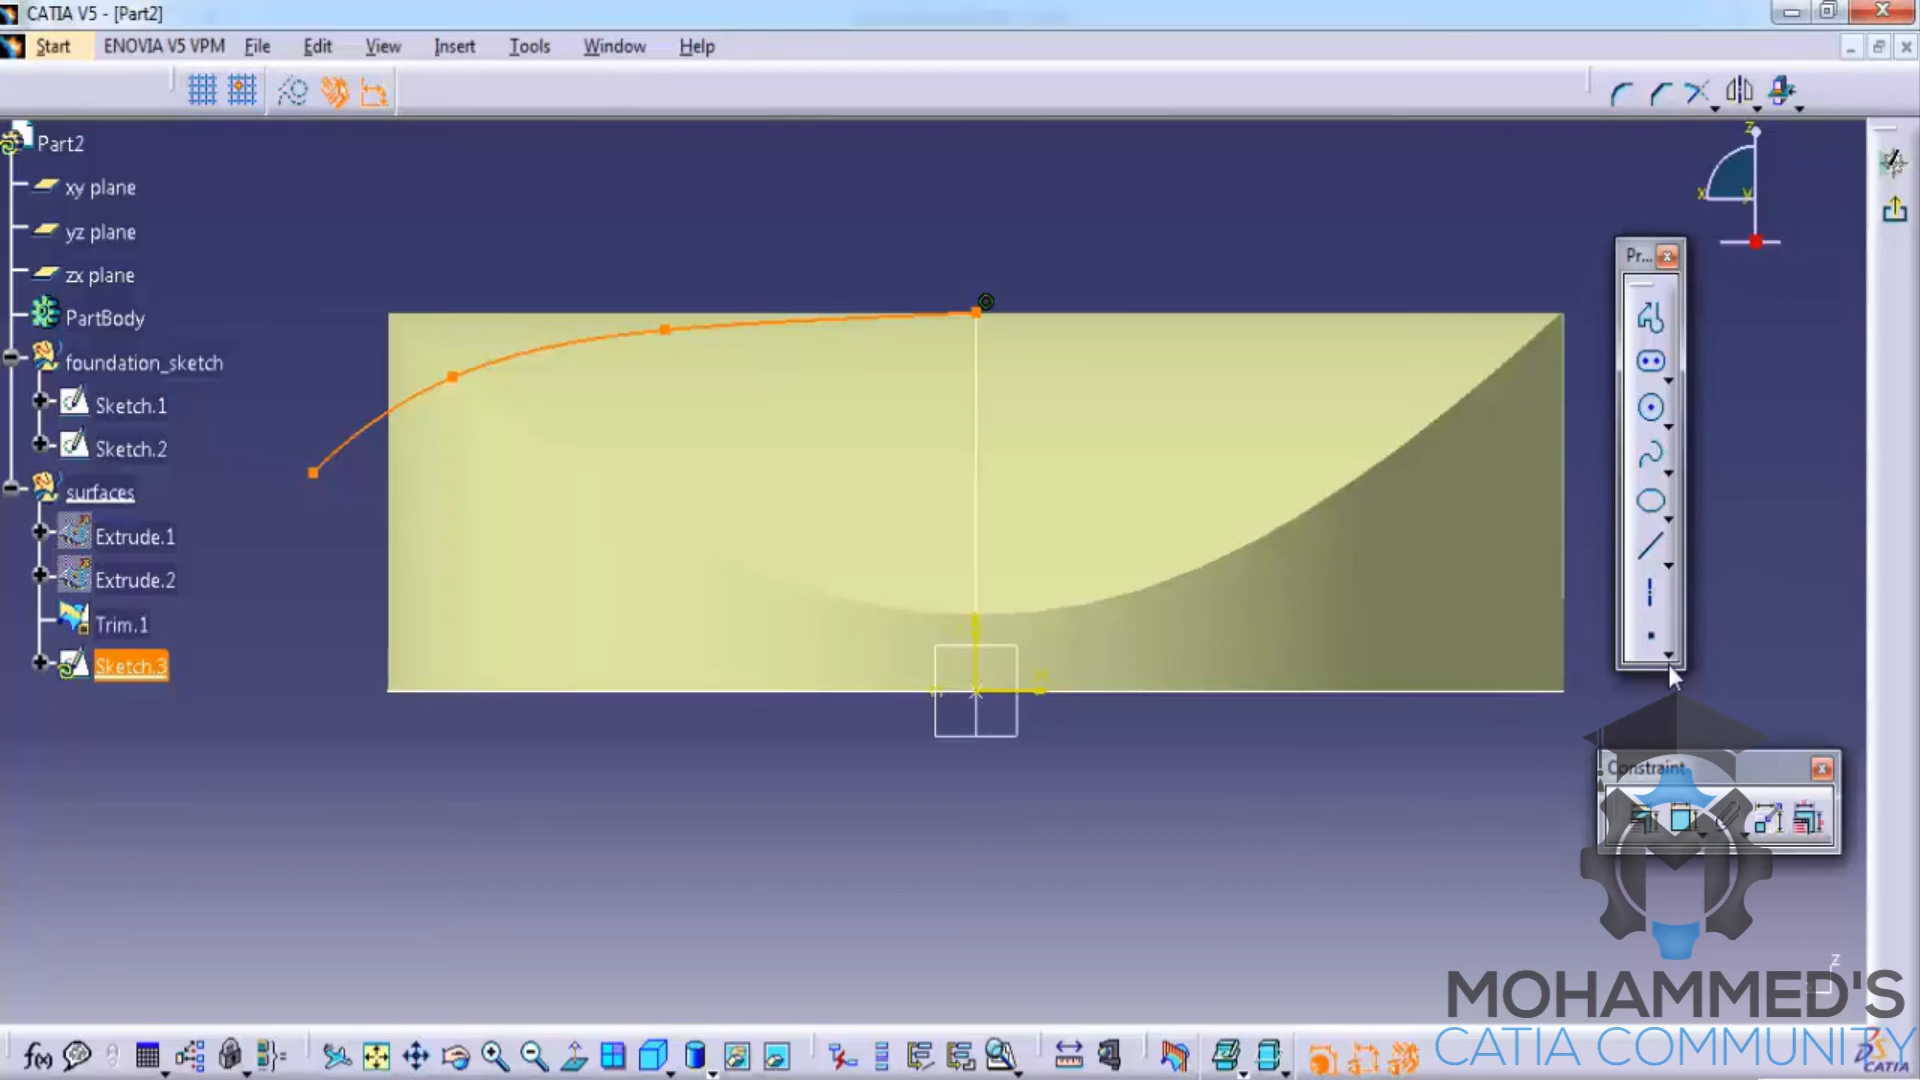 CATIA V5 - [Part2]
Start ENOVIA V5 VPM File Edit View Insert Tools Window Help
Part2
xy plane
yz plane
zx plane
PartBody
foundation_sketch
Sketch.1
Sketch.2
surfaces
Extrude.1
Extrude.2
Trim.1
Sketch.3
z
x
y
Pr...
H
Constraint
z
MOHAMMED'S
CATIA COMMUNITY
f(x)
CATIA